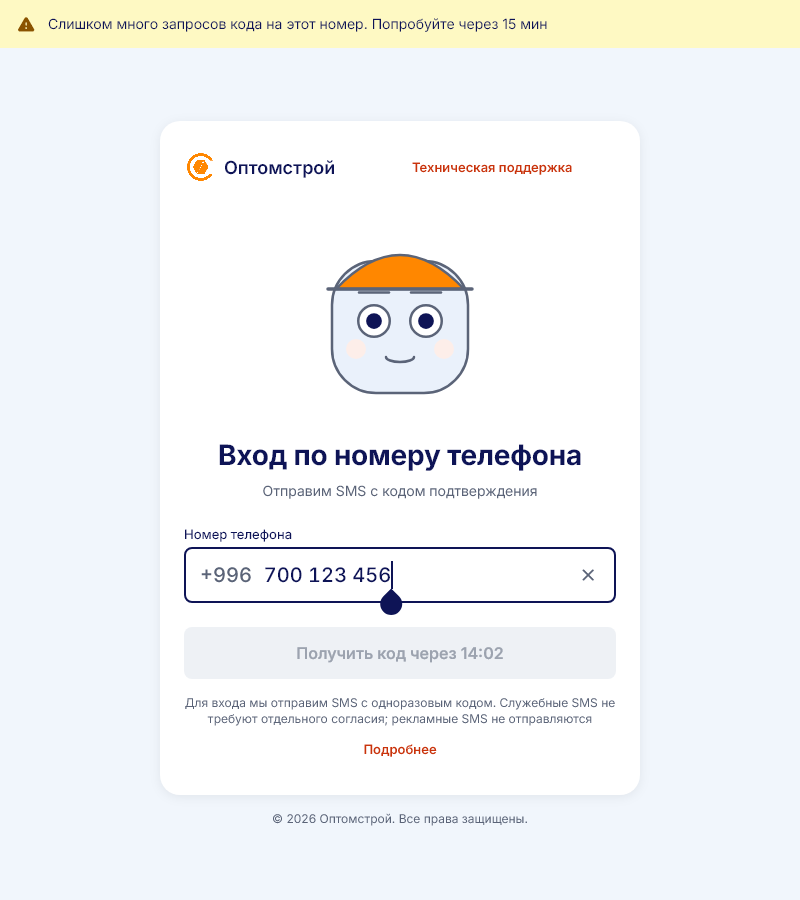 Слишком много запросов кода на этот номер. Попробуйте через 15 мин
Оптомстрой
Техническая поддержка
Вход по номеру телефона
Отправим SMS с кодом подтверждения
Номер телефона
+996 700 123 456
Получить код через 14:02
Для входа мы отправим SMS с одноразовым кодом. Служебные SMS не
требуют отдельного согласия; рекламные SMS не отправляются
Подробнее
© 2026 Оптомстрой. Все права защищены.